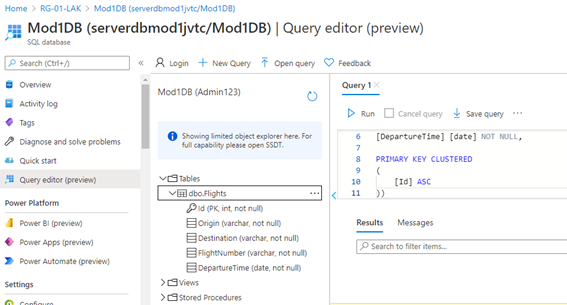 Home > RG-01-LAK > Mod1DB (serverdbmod1jvtc/Mod1DB)
Mod1DB (serverdbmod1jvtc/Mod1DB) | Query editor (preview)
SQL database
Search (Ctrl+/)
Overview
Activity log
Tags
Diagnose and solve problems
Quick start
Query editor (preview)
Power Platform
Power BI (preview)
Power Apps (preview)
Power Automate (preview)
Settings
Configure
Login
New Query
Open query
Feedback
Mod1DB (Admin123)
Showing limited object explorer here. For
full capability please open SSDT.
Tables
dbo.Flights
Id (PK, int, not null)
Origin (varchar, not null)
Destination (varchar, not null)
FlightNumber (varchar, not null)
DepartureTime (date, not null)
Views
Stored Procedures
Query 1
Run
Cancel query
Save query
6 [DepartureTime] [date] NOT NULL,
7
8 PRIMARY KEY CLUSTERED
9 (
10 [Id] ASC
11 ))
Results Messages
Search to filter items...